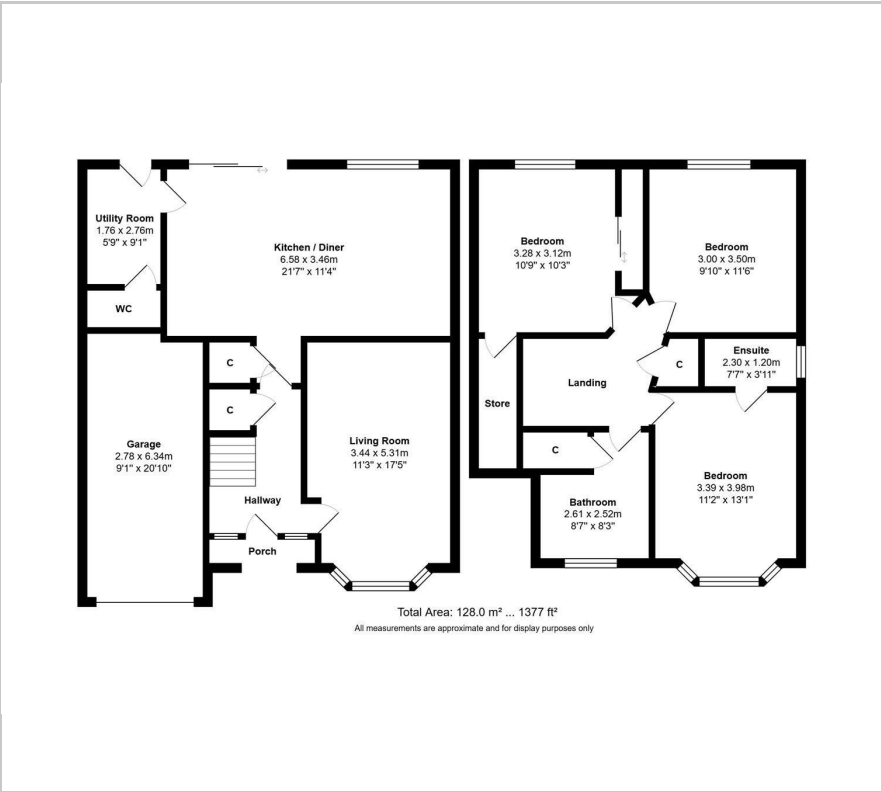 Utility Room
1.76 x 2.76m
5'9" x 9'1"
WC
Kitchen / Diner
6.58 x 3.46m
21'7" x 11'4"
C
C
Garage
2.78 x 6.34m
9'1" x 20'10"
Living Room
3.44 x 5.31m
11'3" x 17'5"
Hallway
Porch
Bedroom
3.28 x 3.12m
10'9" x 10'3"
Bedroom
3.00 x 3.50m
9'10" x 11'6"
Ensuite
2.30 x 1.20m
7'7" x 3'11"
C
Landing
Store
C
Bathroom
2.61 x 2.52m
8'7" x 8'3"
Bedroom
3.39 x 3.98m
11'2" x 13'1"
Total Area: 128.0 m² ... 1377 ft²
All measurements are approximate and for display purposes only